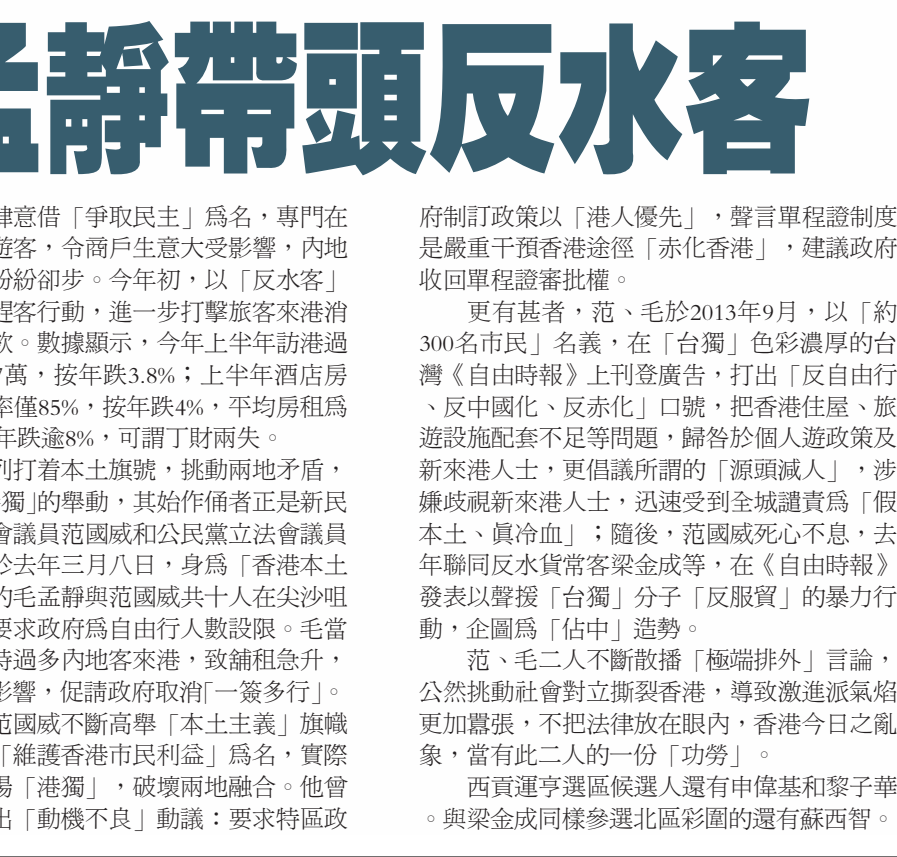 靜帶頭反水客
肆意借「爭取民主」爲名，專門在
遊客，令商戶生意大受影響，內地
紛紛卻步。今年初，以「反水客」
趕客行動，進一步打擊旅客來港消
欲。數據顯示，今年上半年訪港過
萬，按年跌3.8%；上半年酒店房
率僅85%，按年跌4%，平均房租爲
年跌逾8%，可謂丁財兩失。
列打着本土旗號，挑動兩地矛盾，
獨」的舉動，其始作俑者正是新民
會議員范國威和公民黨立法會議員
於去年三月八日，身爲「香港本土
的毛孟靜與范國威共十人在尖沙咀
要求政府爲自由行人數設限。毛當
時過多內地客來港，致舖租急升，
影響，促請政府取消「一簽多行」。
范國威不斷高舉「本土主義」旗幟
「維護香港市民利益」爲名，實際
揚「港獨」，破壞兩地融合。他曾
出「動機不良」動議：要求特區政
府制訂政策以「港人優先」，聲言單程證制度
是嚴重干預香港途徑「赤化香港」，建議政府
收回單程證審批權。
更有甚者，范、毛於2013年9月，以「約
300名市民」名義，在「台獨」色彩濃厚的台
灣《自由時報》上刊登廣告，打出「反自由行
、反中國化、反赤化」口號，把香港住屋、旅
遊設施配套不足等問題，歸咎於個人遊政策及
新來港人士，更倡議所謂的「源頭減人」，涉
嫌歧視新來港人士，迅速受到全城譴責爲「假
本土、眞冷血」；隨後，范國威死心不息，去
年聯同反水貨常客梁金成等，在《自由時報》
發表以聲援「台獨」分子「反服貿」的暴力行
動，企圖爲「佔中」造勢。
范、毛二人不斷散播「極端排外」言論，
公然挑動社會對立撕裂香港，導致激進派氣焰
更加囂張，不把法律放在眼內，香港今日之亂
象，當有此二人的一份「功勞」。
西貢運亨選區候選人還有申偉基和黎子華
。與梁金成同樣參選北區彩園的還有蘇西智。